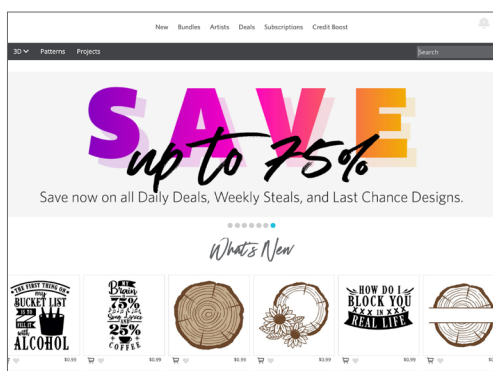 New Bundles Artists Deals Subscriptions Credit Boost
3D Patterns Projects Search
SAVE
up to 75%
Save now on all Daily Deals, Weekly Steals, and Last Chance Designs.
What's New
THE FIRST THING ON
my
BUCKET LIST
IS TO
FILL IT
with
ALCOHOL
MY
Brain
IS
75%
Song Lyrics
AND
25%
COFFEE
HOW DO I
BLOCK YOU
IN
REAL LIFE
$0.99 $0.99 $0.99 $3.99 $0.99 $0.99